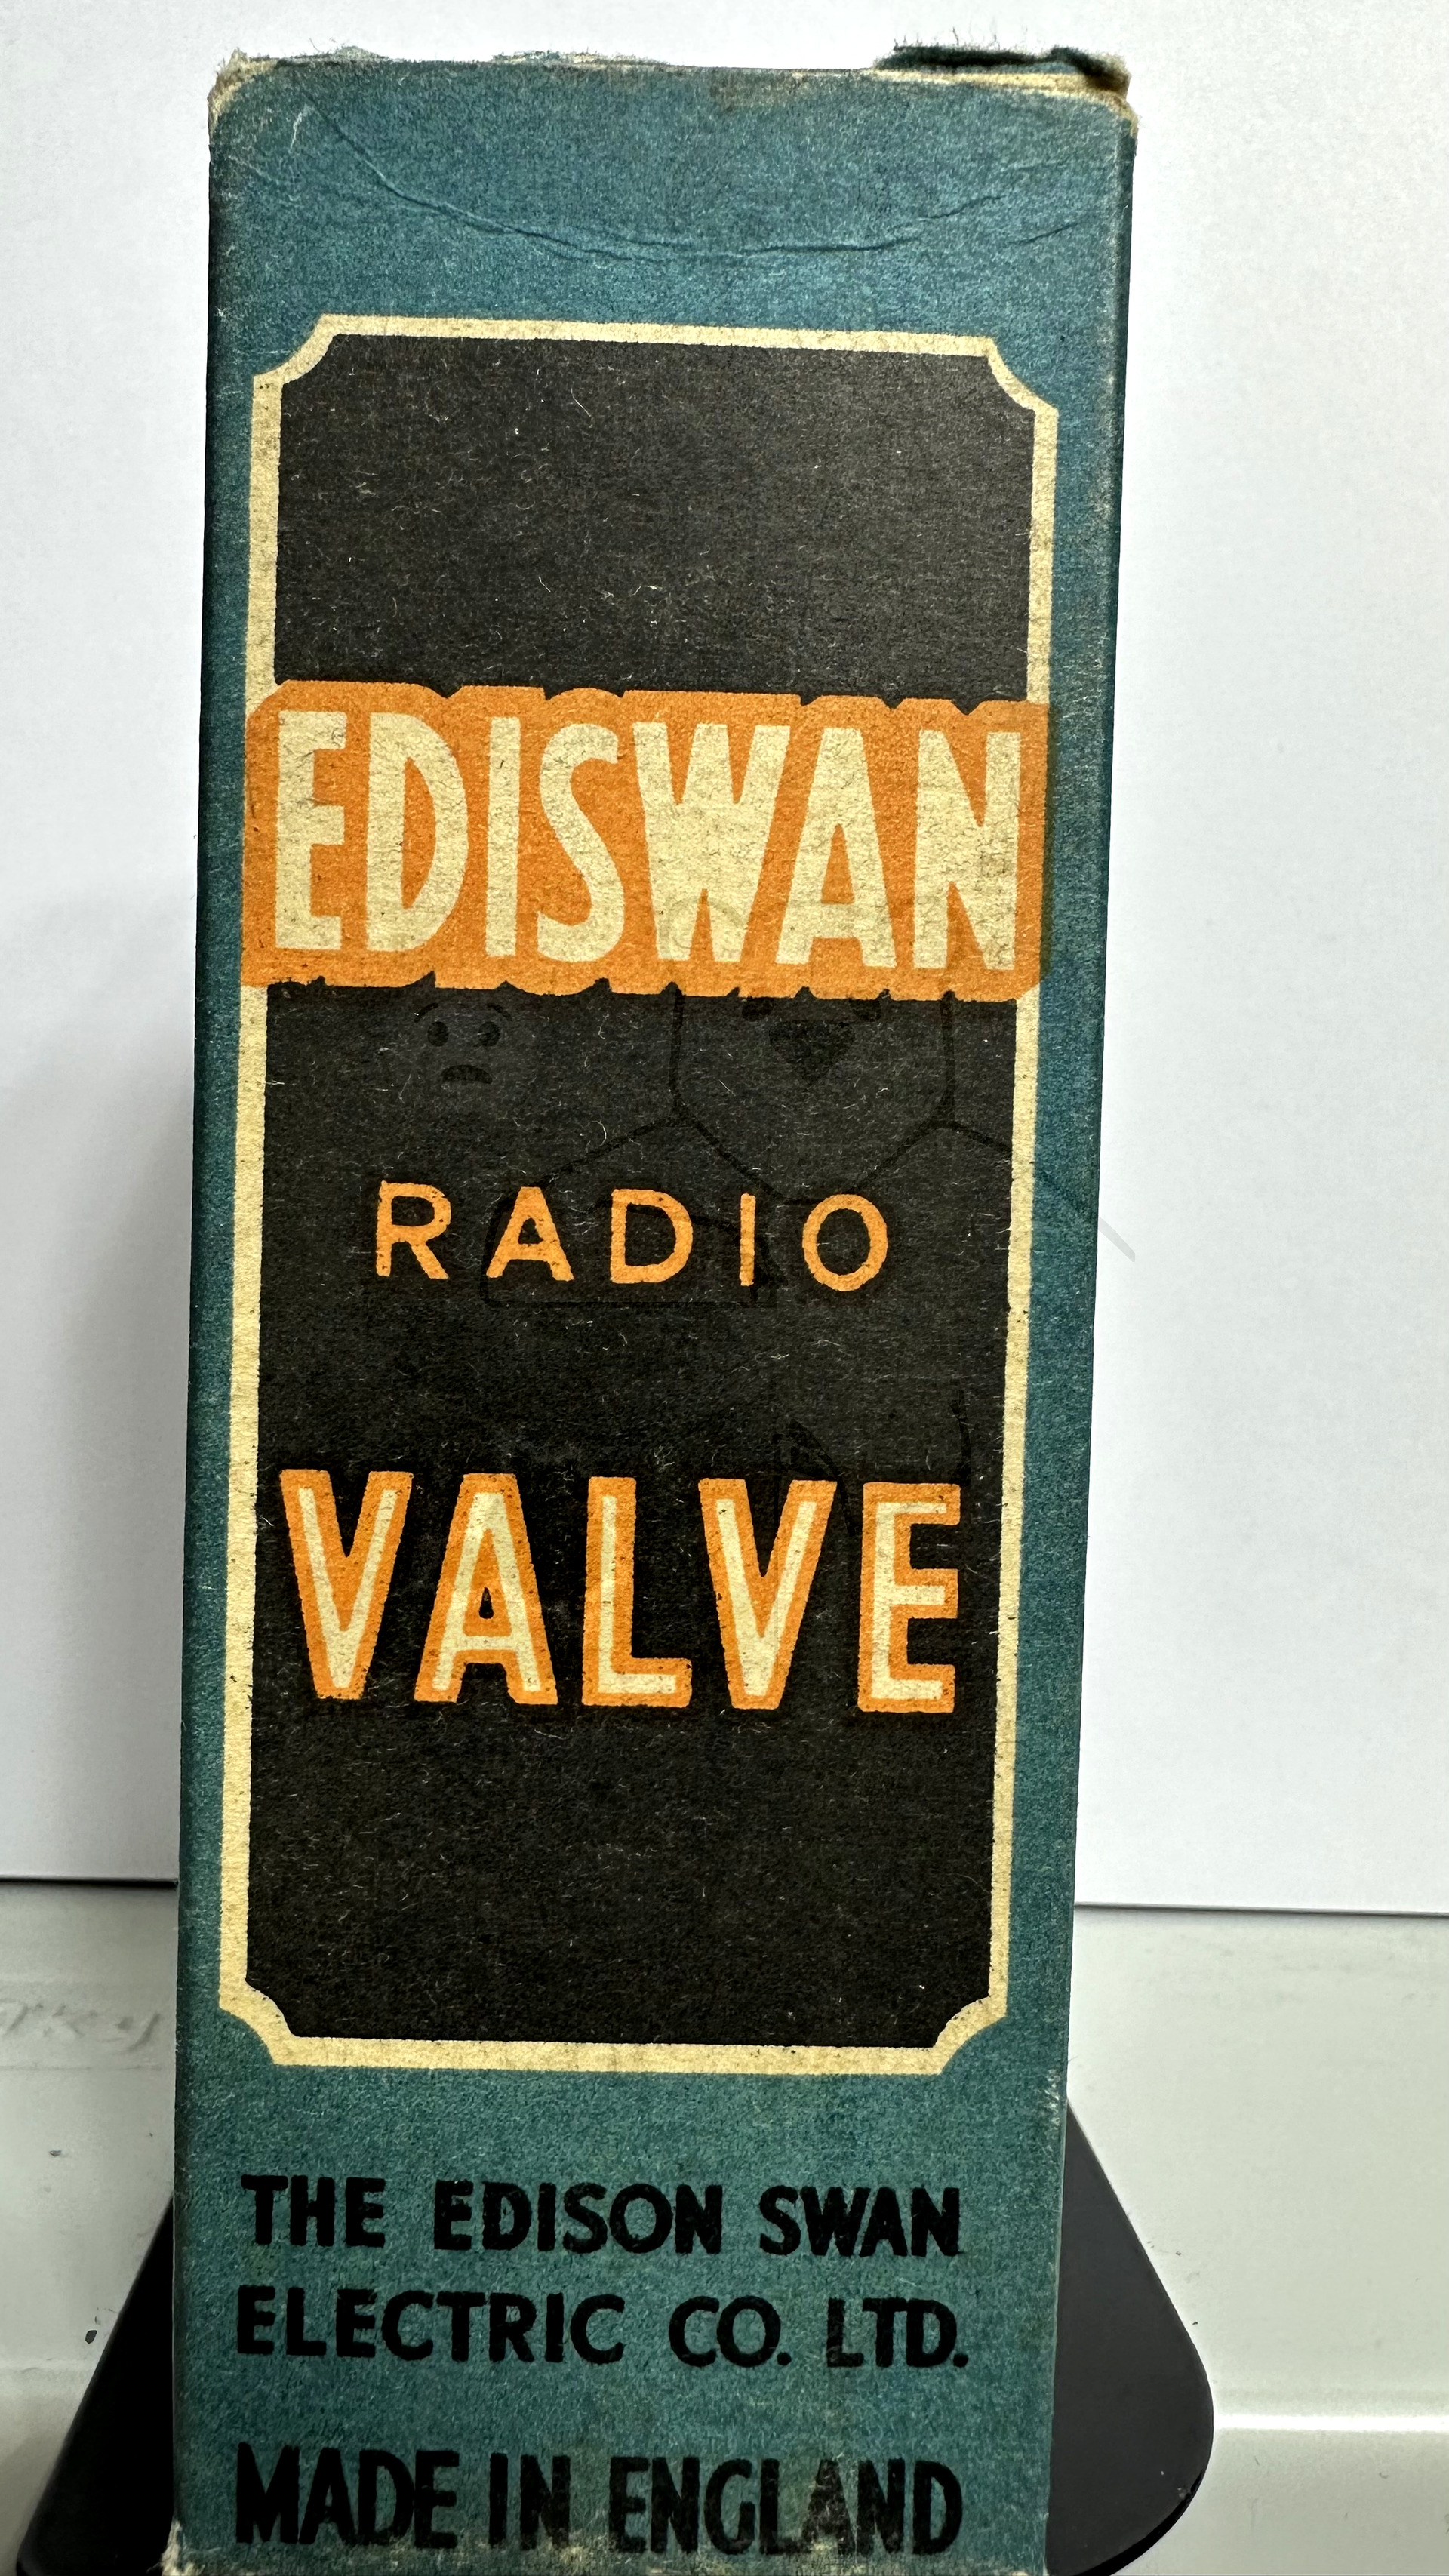 EDISWAN
RADIO
VALVE
THE EDISON SWAN
ELECTRIC CO. LTD.
MADE IN ENGLAND